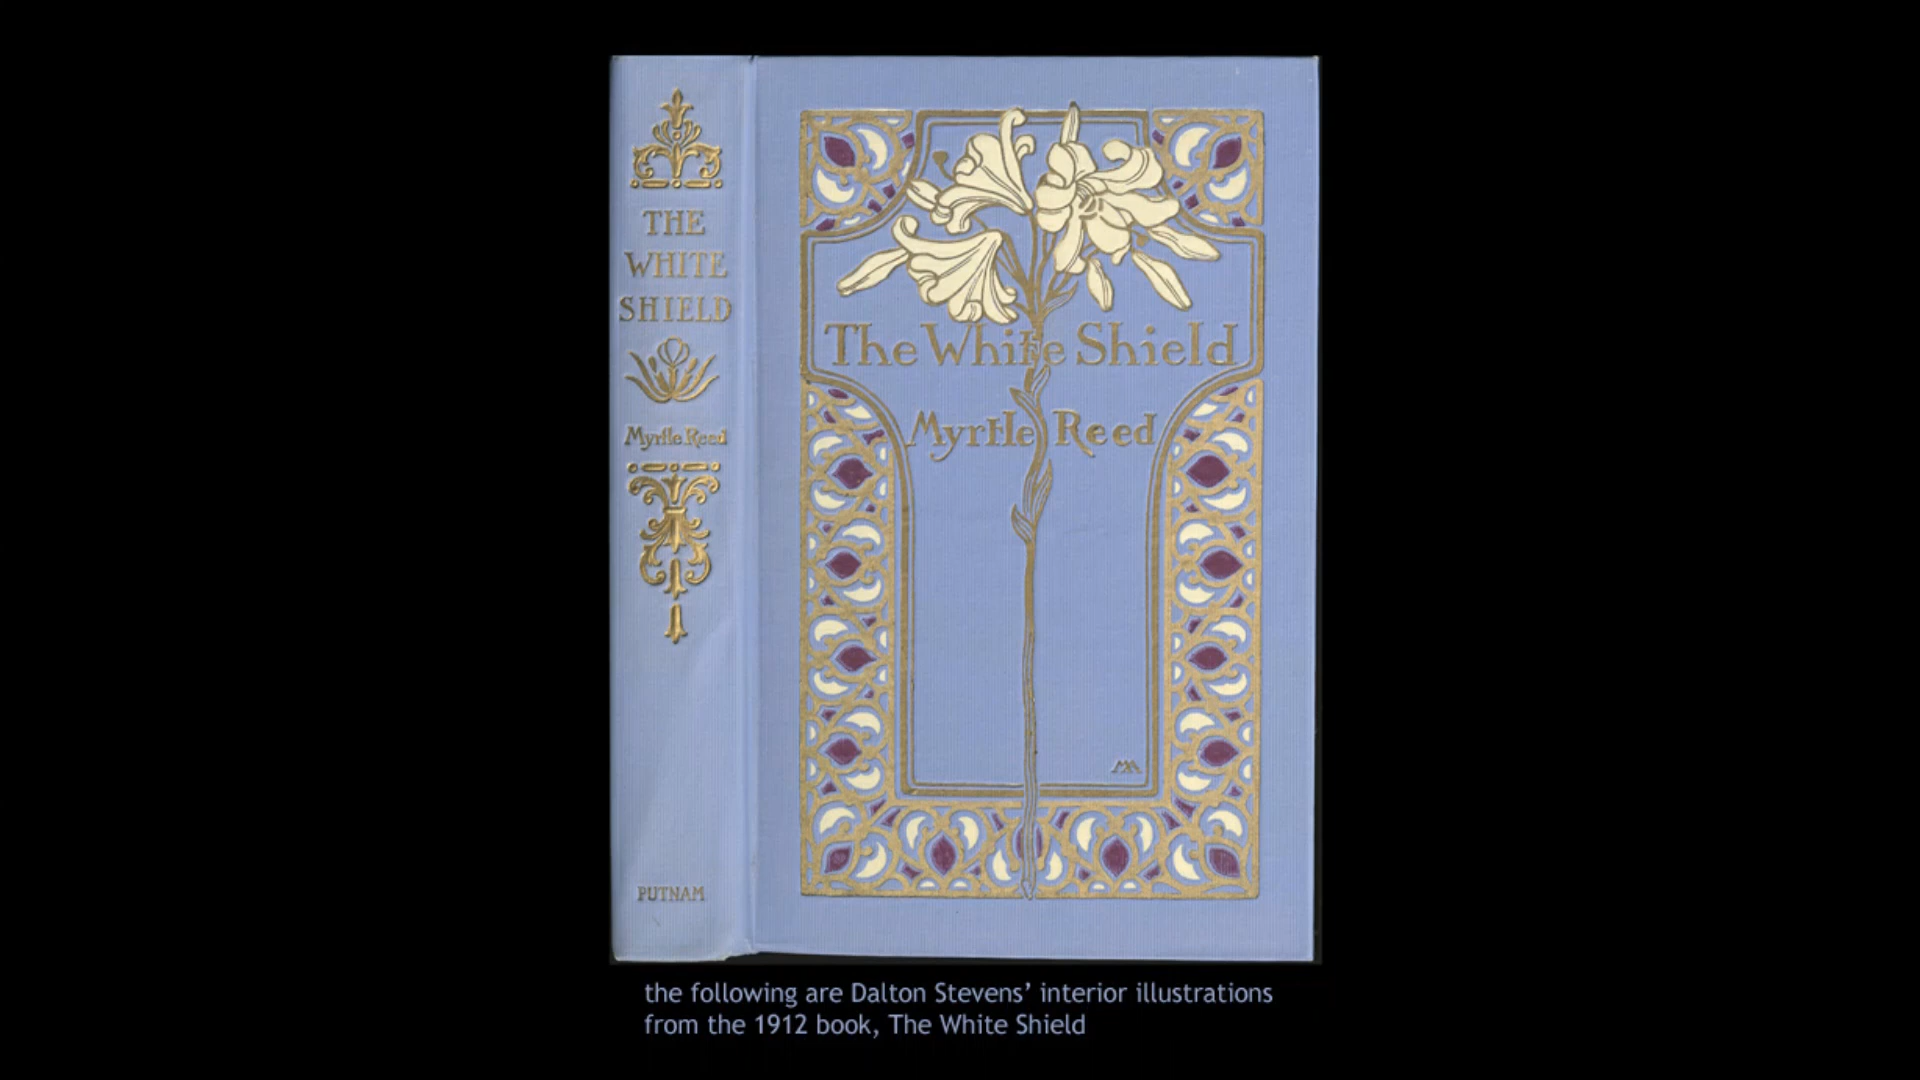 THE
WHITE
SHIELD
Myrtle Reed
PUTNAM
The White Shield
Myrtle Reed
MA
the following are Dalton Stevens’ interior illustrations
from the 1912 book, The White Shield